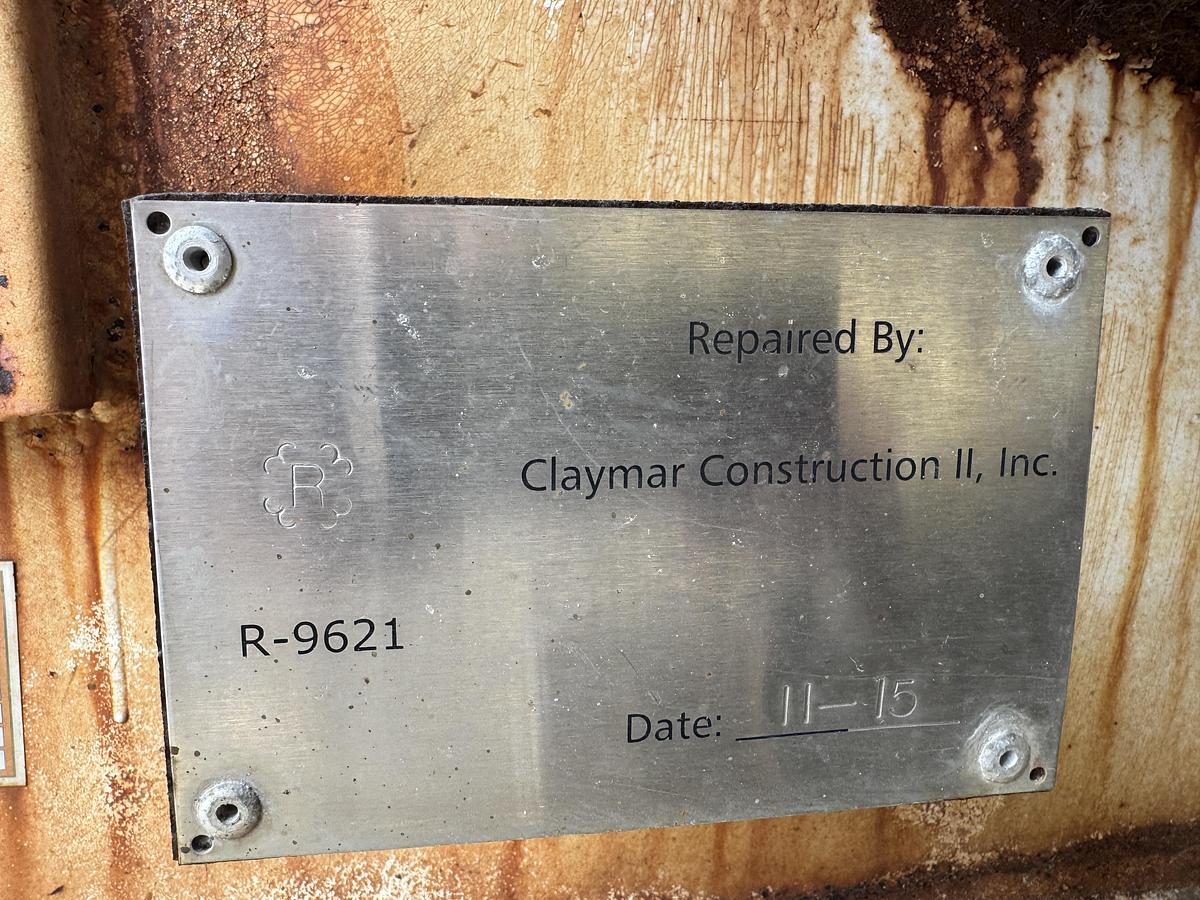 Repaired By:
Claymar Construction II, Inc.
R
R-9621
Date: 11-15